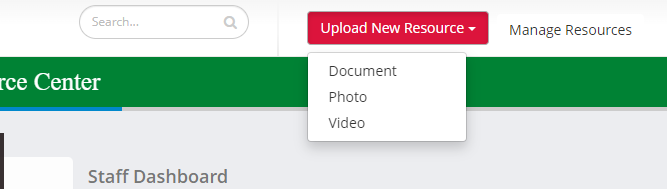 Search...
Upload New Resource
Manage Resources
Document
Photo
Video
rce Center
Staff Dashboard